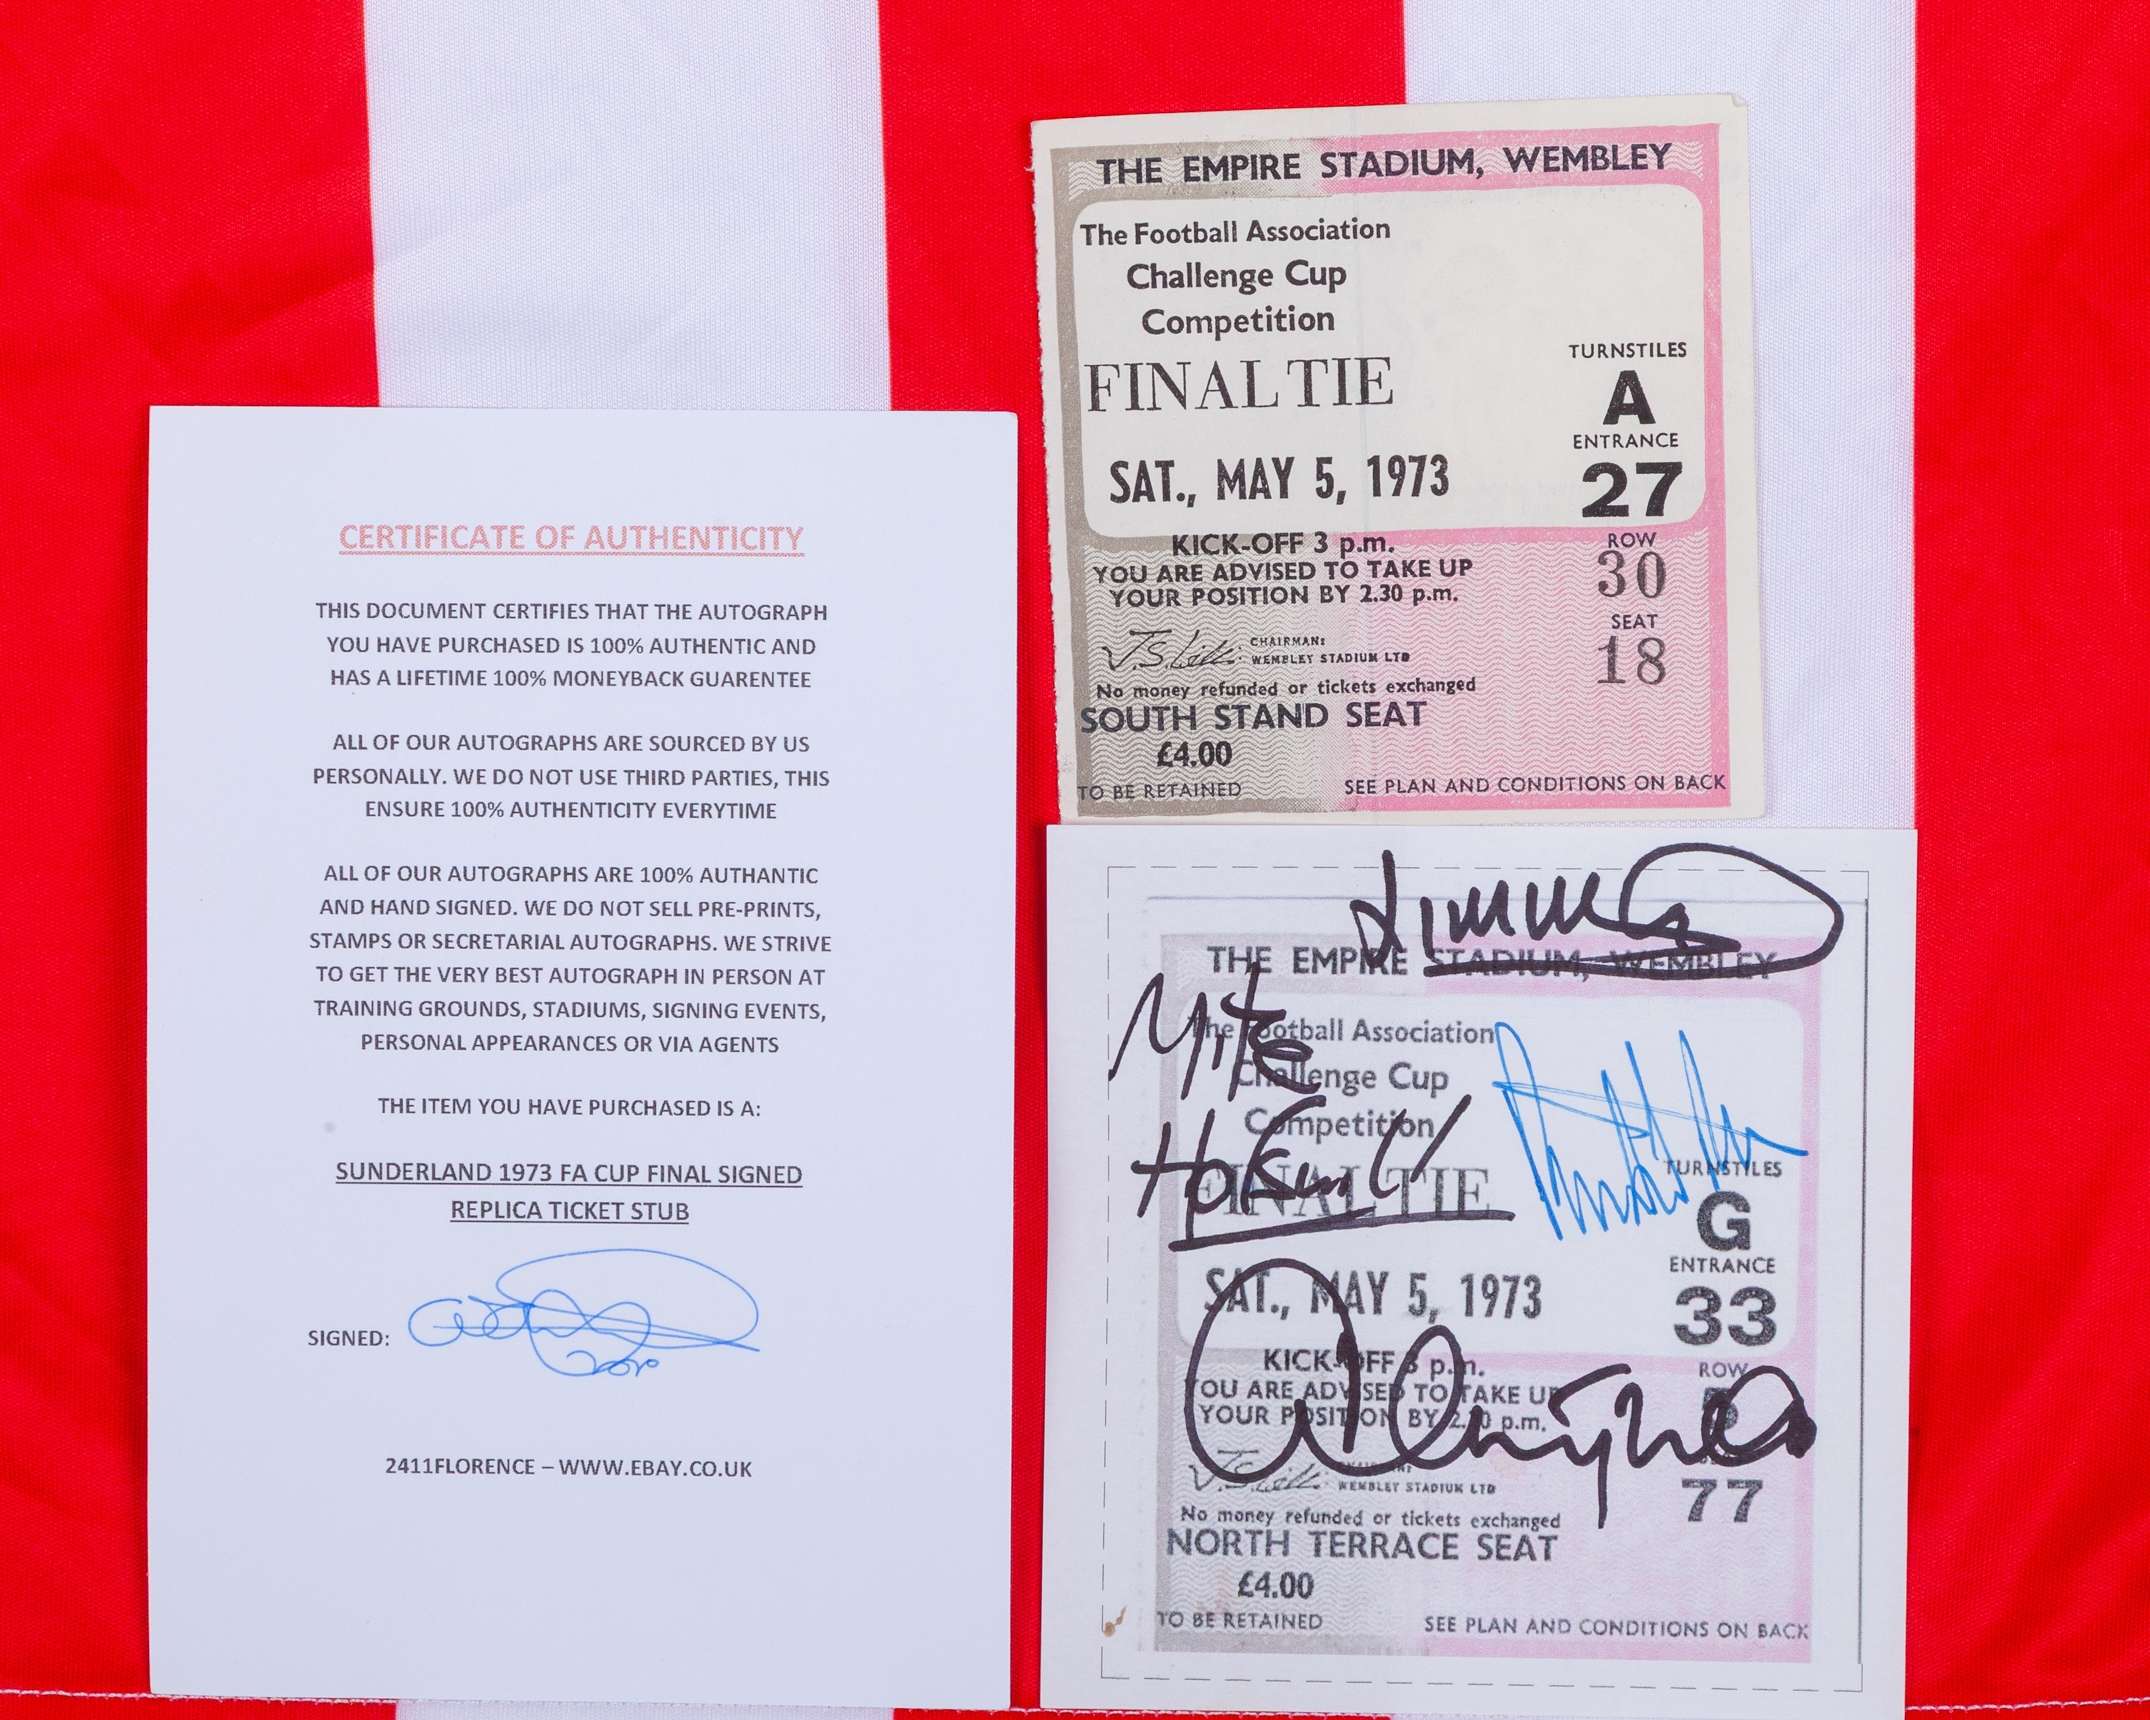 CERTIFICATE OF AUTHENTICITY
THIS DOCUMENT CERTIFIES THAT THE AUTOGRAPH
YOU HAVE PURCHASED IS 100% AUTHENTIC AND
HAS A LIFETIME 100% MONEYBACK GUARENTEE
ALL OF OUR AUTOGRAPHS ARE SOURCED BY US
PERSONALLY. WE DO NOT USE THIRD PARTIES, THIS
ENSURE 100% AUTHENTICITY EVERYTIME
ALL OF OUR AUTOGRAPHS ARE 100% AUTHANTIC
AND HAND SIGNED. WE DO NOT SELL PRE-PRINTS,
STAMPS OR SECRETARIAL AUTOGRAPHS. WE STRIVE
TO GET THE VERY BEST AUTOGRAPH IN PERSON AT
TRAINING GROUNDS, STADIUMS, SIGNING EVENTS,
PERSONAL APPEARANCES OR VIA AGENTS
THE ITEM YOU HAVE PURCHASED IS A:
SUNDERLAND 1973 FA CUP FINAL SIGNED
REPLICA TICKET STUB
SIGNED:
2411FLORENCE – WWW.EBAY.CO.UK
THE EMPIRE STADIUM, WEMBLEY
The Football Association
Challenge Cup
Competition
FINAL TIE
SAT., MAY 5, 1973
TURNSTILES
A
ENTRANCE
27
KICK-OFF 3 p.m.
YOU ARE ADVISED TO TAKE UP
YOUR POSITION BY 2.30 p.m.
ROW
30
SEAT
18
CHAIRMAN:
WEMBLEY STADIUM LTD
No money refunded or tickets exchanged
SOUTH STAND SEAT
£4.00
TO BE RETAINED
SEE PLAN AND CONDITIONS ON BACK
Jimmy
THE EMPIRE STADIUM, WEMBLEY
Mike
The Football Association
Challenge Cup
Competition
FINAL TIE
SAT., MAY 5, 1973
TURNSTILES
G
ENTRANCE
33
KICK-OFF 3 p.m.
YOU ARE ADVISED TO TAKE UP
YOUR POSITION BY 2.30 p.m.
ROW
77
WEMBLEY STADIUM LTD
No money refunded or tickets exchanged
NORTH TERRACE SEAT
£4.00
TO BE RETAINED
SEE PLAN AND CONDITIONS ON BACK